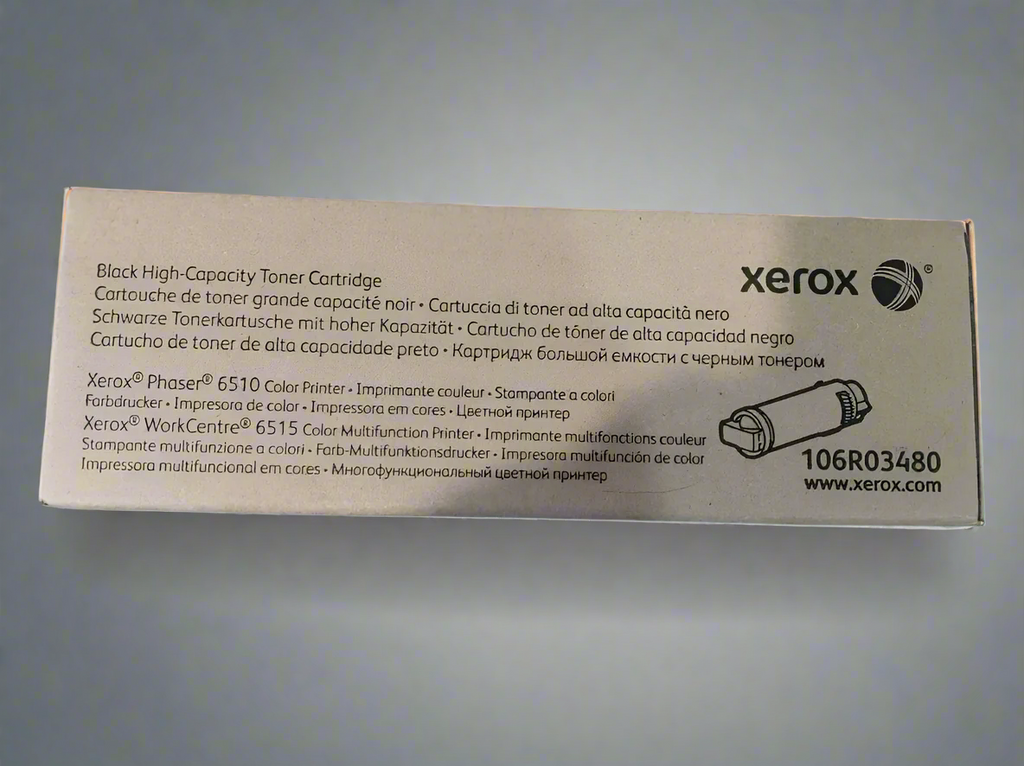 xerox®
Black High-Capacity Toner Cartridge
Cartouche de toner grande capacité noir • Cartuccia di toner ad alta capacità nero
Schwarze Tonerkartusche mit hoher Kapazität • Cartucho de tóner de alta capacidad negro
Cartucho de toner de alta capacidade preto • Картридж большой емкости с черным тонером
Xerox® Phaser® 6510 Color Printer • Imprimante couleur • Stampante a colori
Farbdrucker • Impresora de color • Impressora em cores • Цветной принтер
Xerox® WorkCentre® 6515 Color Multifunction Printer • Imprimante multifonctions couleur
Stampante multifunzione a colori • Farb-Multifunktionsdrucker • Impresora multifunción de color
Impressora multifuncional em cores • Многофункциональный цветной принтер
106R03480
www.xerox.com